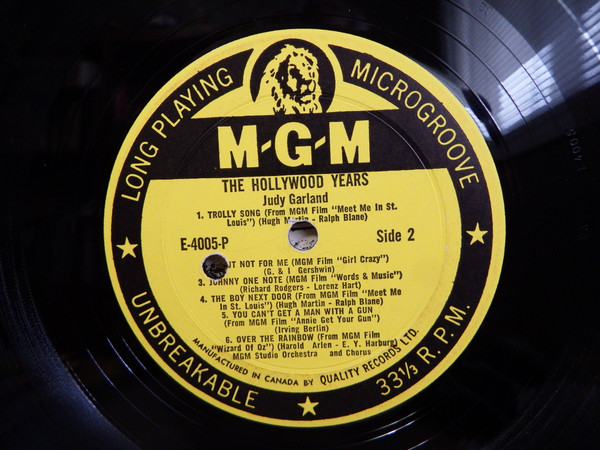 LONG PLAYING MICROGROOVE
M-G-M
THE HOLLYWOOD YEARS
Judy Garland
1. TROLLY SONG (From MGM Film "Meet Me In St.
Louis") (Hugh Martin - Ralph Blane)
E-4005-P Side 2
UT NOT FOR ME (MGM Film "Girl Crazy")
(G. & I Gershwin)
3. JOHNNY ONE NOTE (MGM Film "Words & Music")
(Richard Rodgers - Lorenz Hart)
4. THE BOY NEXT DOOR (From MGM Film "Meet Me
In St. Louis") (Hugh Martin - Ralph Blane)
5. YOU CAN'T GET A MAN WITH A GUN
(From MGM Film "Annie Get Your Gun")
(Irving Berlin)
6. OVER THE RAINBOW (From MGM Film
"Wizard Of Oz") (Harold Arlen - E. Y. Harburg)
MGM Studio Orchestra and Chorus
MANUFACTURED IN CANADA BY QUALITY RECORDS LTD.
UNBREAKABLE 33⅓ R.P.M.